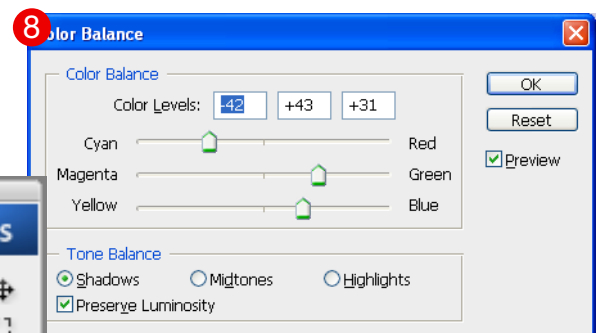 8
olor Balance
Color Balance
Color Levels: -42 +43 +31
OK
Reset
Preview
Cyan Red
Magenta Green
Yellow Blue
S
Tone Balance
Shadows Midtones Highlights
Preserve Luminosity